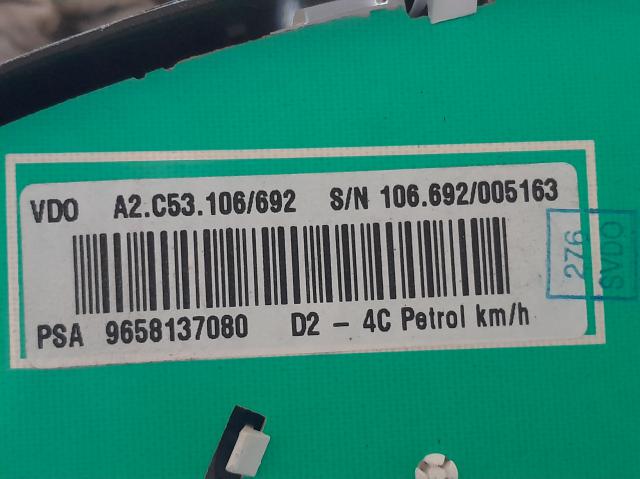 VDO A2.C53.106/692 S/N 106.692/005163
PSA 9658137080 D2 - 4C Petrol km/h
276
SVDO